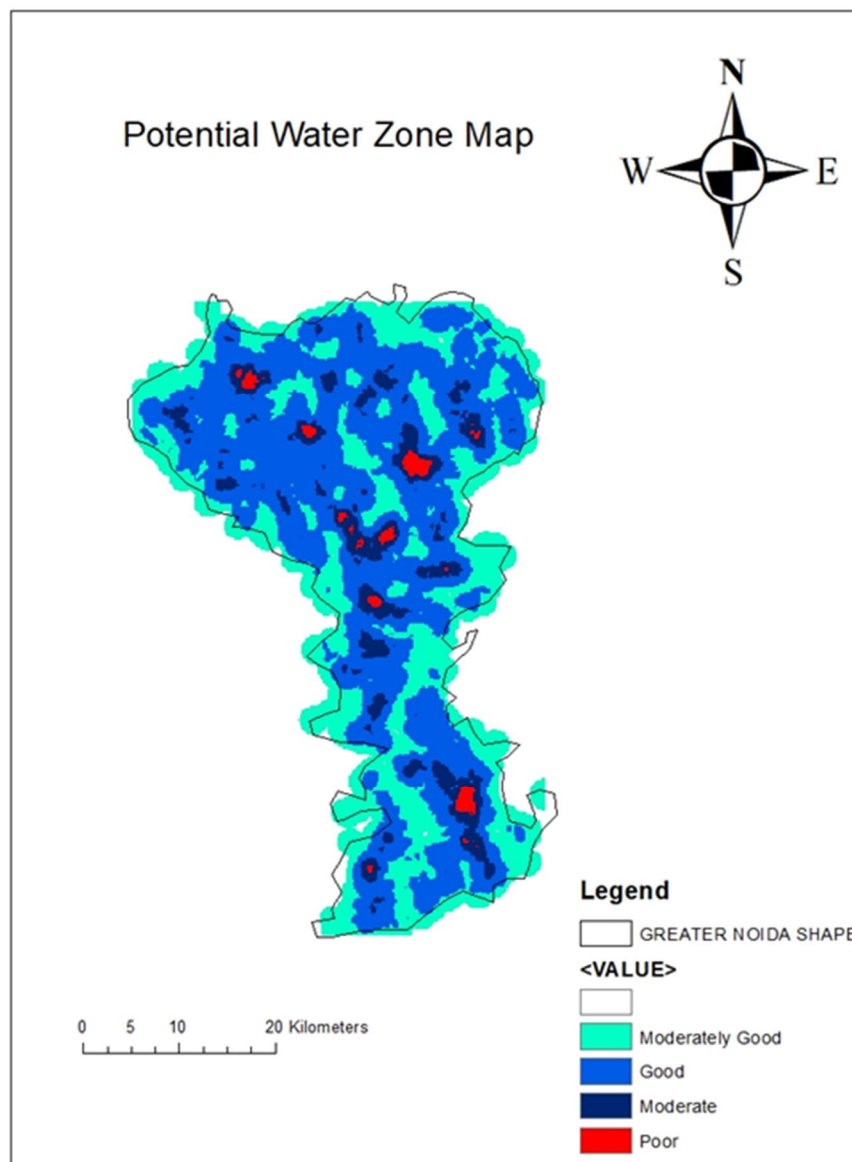 N
Potential Water Zone Map
W E
S
Legend
GREATER NOIDA SHAPE
<VALUE>
Moderately Good
Good
Moderate
Poor
0 5 10 20 Kilometers